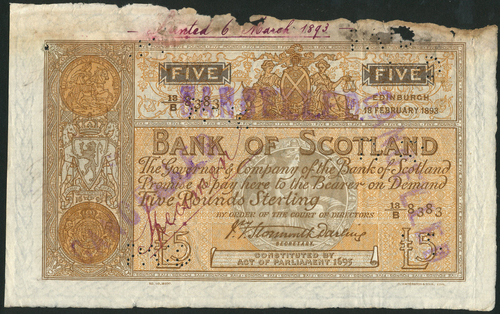 Printed 6 March 1893
FIVE
FIVE
13/B 8383
EDINBURGH
18 FEBRUARY 1893
CANCELLED
BANK OF SCOTLAND
The Governor & Company of the Bank of Scotland
Promise to pay here to the Bearer on Demand
Five Pounds Sterling
BY ORDER OF THE COURT OF DIRECTORS
13/B 8383
£5
£5
SECRETARY.
CONSTITUTED BY
ACT OF PARLIAMENT 1695